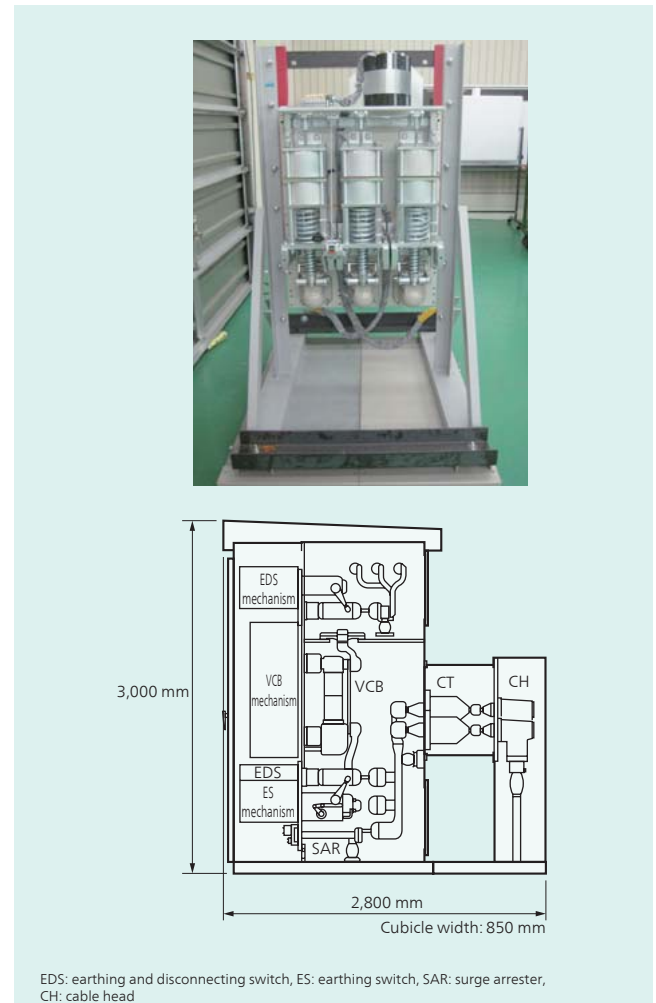 EDS
mechanism
VCB
mechanism
VCB
CT
CH
3,000 mm
EDS
ES
mechanism
SAR
2,800 mm
Cubicle width: 850 mm
EDS: earthing and disconnecting switch, ES: earthing switch, SAR: surge arrester,
CH: cable head